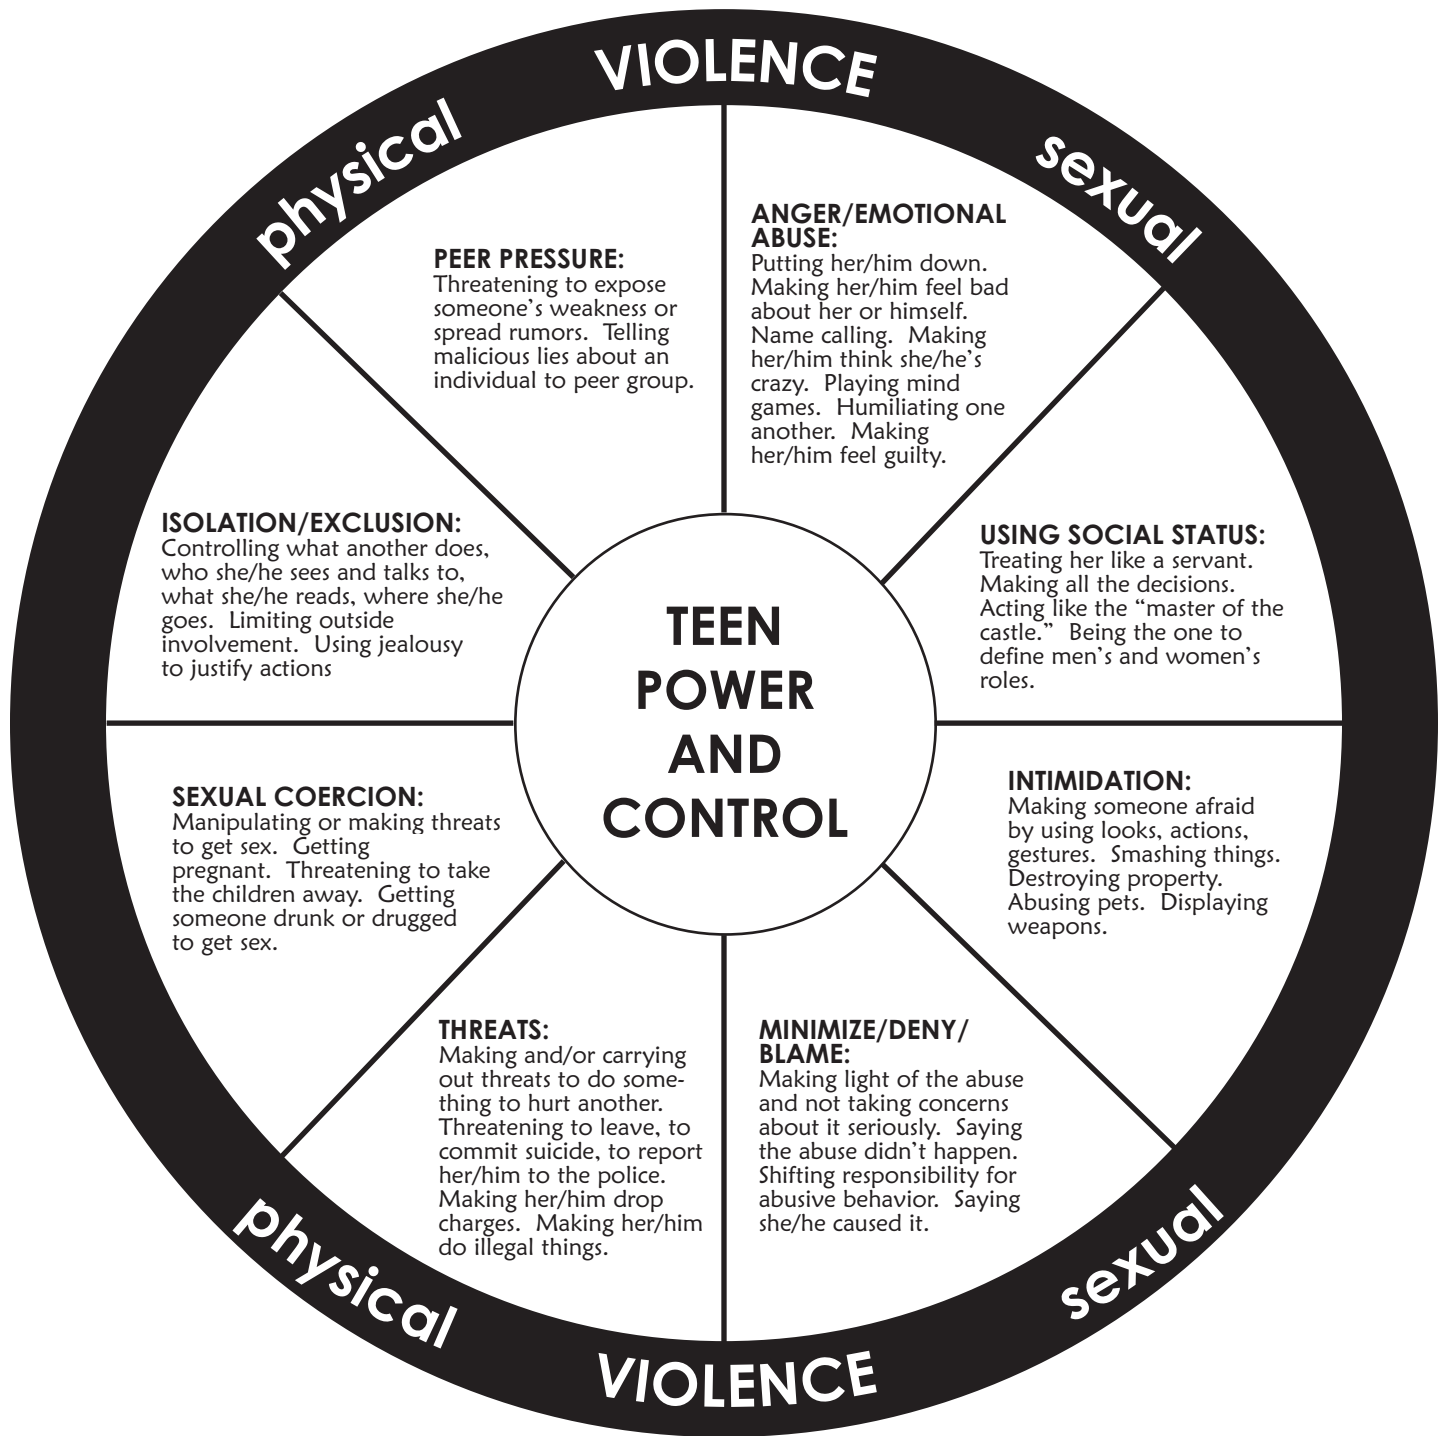 VIOLENCE
physical
sexual
PEER PRESSURE:
Threatening to expose
someone’s weakness or
spread rumors.  Telling
malicious lies about an
individual to peer group.
ANGER/EMOTIONAL
ABUSE:
Putting her/him down.
Making her/him feel bad
about her or himself.
Name calling.  Making
her/him think she/he’s
crazy.  Playing mind
games.  Humiliating one
another.  Making
her/him feel guilty.
ISOLATION/EXCLUSION:
Controlling what another does,
who she/he sees and talks to,
what she/he reads, where she/he
goes.  Limiting outside
involvement.  Using jealousy
to justify actions
USING SOCIAL STATUS:
Treating her like a servant.
Making all the decisions.
Acting like the “master of the
castle.”  Being the one to
define men’s and women’s
roles.
TEEN
POWER
AND
CONTROL
SEXUAL COERCION:
Manipulating or making threats
to get sex.  Getting
pregnant.  Threatening to take
the children away.  Getting
someone drunk or drugged
to get sex.
INTIMIDATION:
Making someone afraid
by using looks, actions,
gestures.  Smashing things.
Destroying property.
Abusing pets.  Displaying
weapons.
THREATS:
Making and/or carrying
out threats to do some-
thing to hurt another.
Threatening to leave, to
commit suicide, to report
her/him to the police.
Making her/him drop
charges.  Making her/him
do illegal things.
MINIMIZE/DENY/
BLAME:
Making light of the abuse
and not taking concerns
about it seriously.  Saying
the abuse didn’t happen.
Shifting responsibility for
abusive behavior.  Saying
she/he caused it.
physical
sexual
VIOLENCE